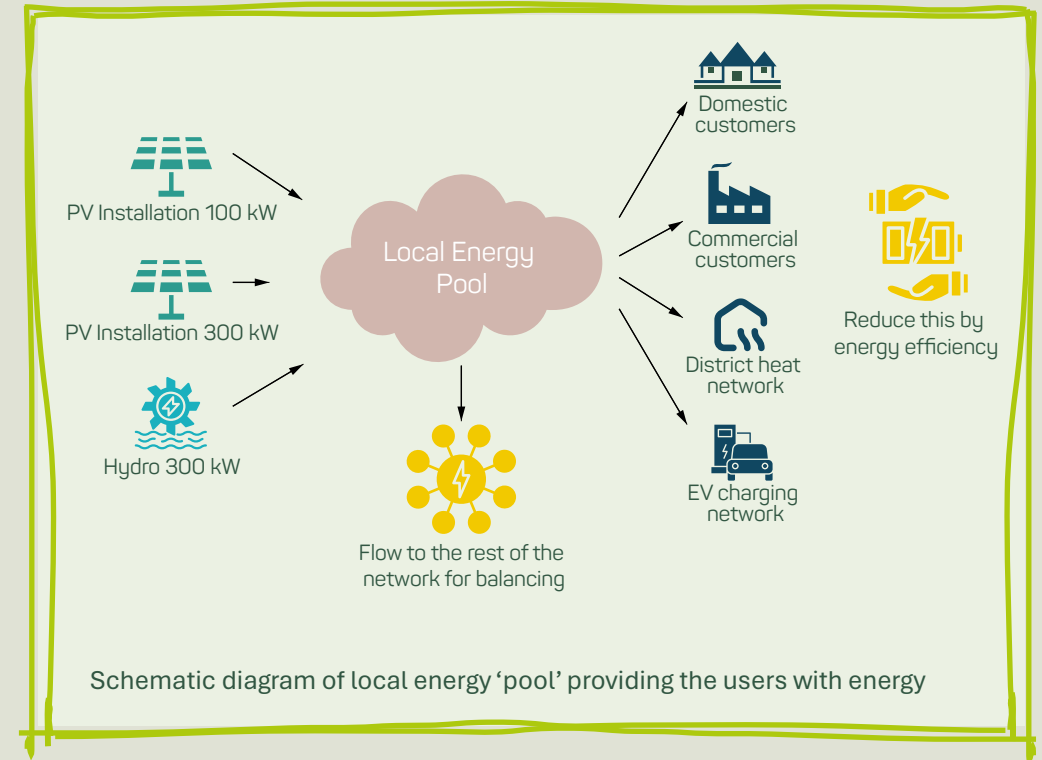 PV Installation 100 kW
PV Installation 300 kW
Hydro 300 kW
Local Energy
Pool
Flow to the rest of the
network for balancing
Domestic
customers
Commercial
customers
District heat
network
EV charging
network
Reduce this by
energy efficiency
Schematic diagram of local energy ‘pool’ providing the users with energy